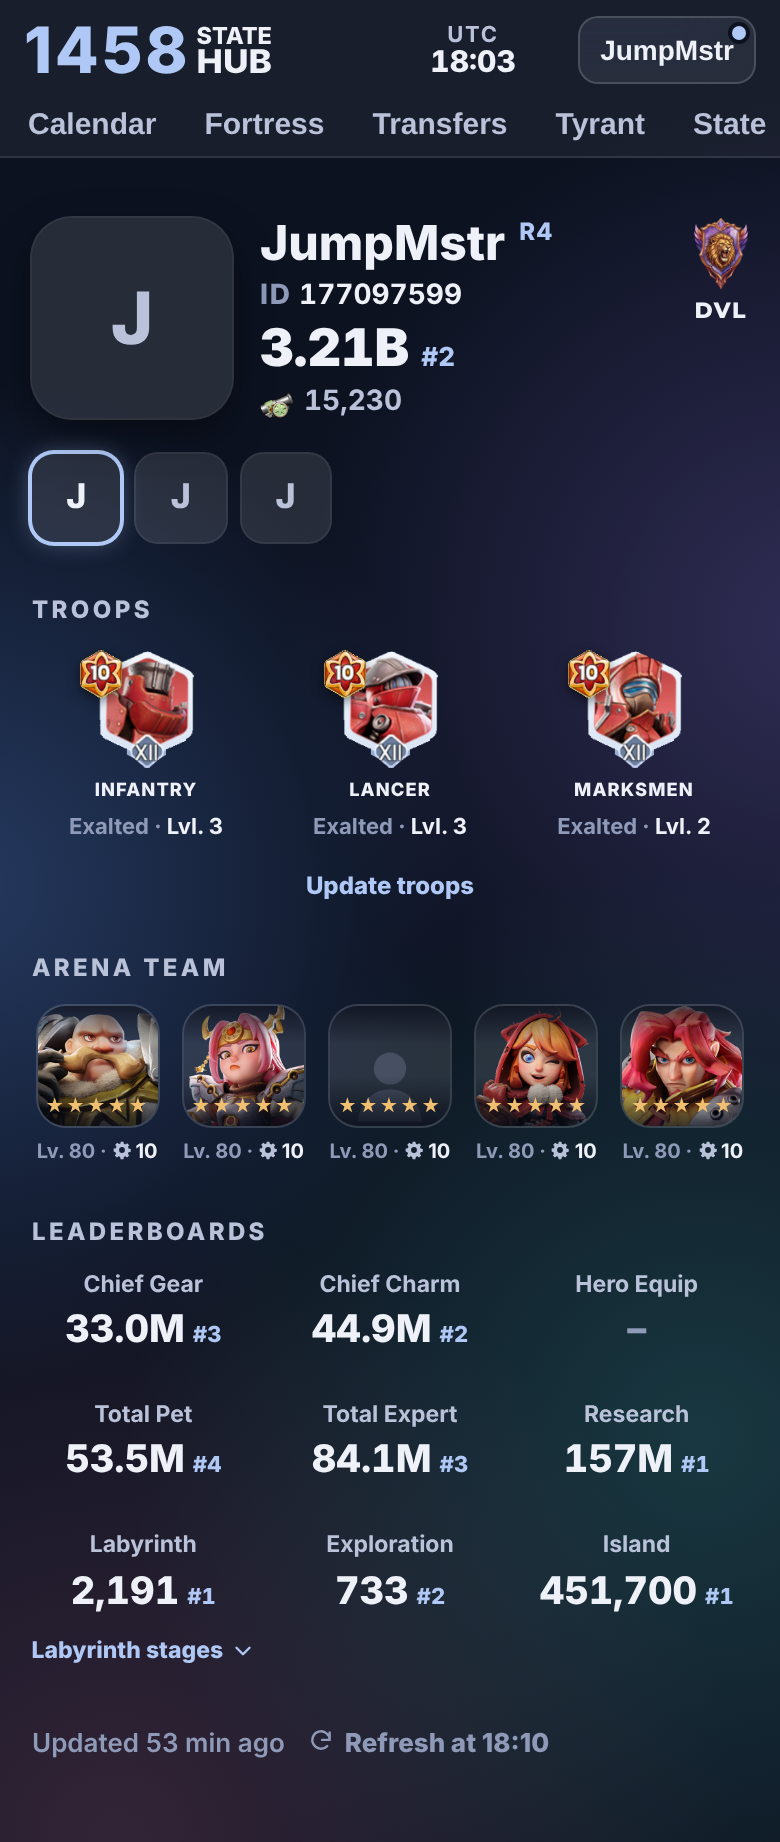 1458 STATE HUB
UTC
18:03
JumpMstr
Calendar Fortress Transfers Tyrant State
J
JumpMstr R4
ID 177097599
3.21B #2
15,230
DVL
J J J
TROOPS
10 10 10
XII XII XII
INFANTRY LANCER MARKSMEN
Exalted · Lvl. 3 Exalted · Lvl. 3 Exalted · Lvl. 2
Update troops
ARENA TEAM
Lv. 80 · 10 Lv. 80 · 10 Lv. 80 · 10 Lv. 80 · 10 Lv. 80 · 10
LEADERBOARDS
Chief Gear Chief Charm Hero Equip
33.0M #3 44.9M #2 –
Total Pet Total Expert Research
53.5M #4 84.1M #3 157M #1
Labyrinth Exploration Island
2,191 #1 733 #2 451,700 #1
Labyrinth stages
Updated 53 min ago Refresh at 18:10